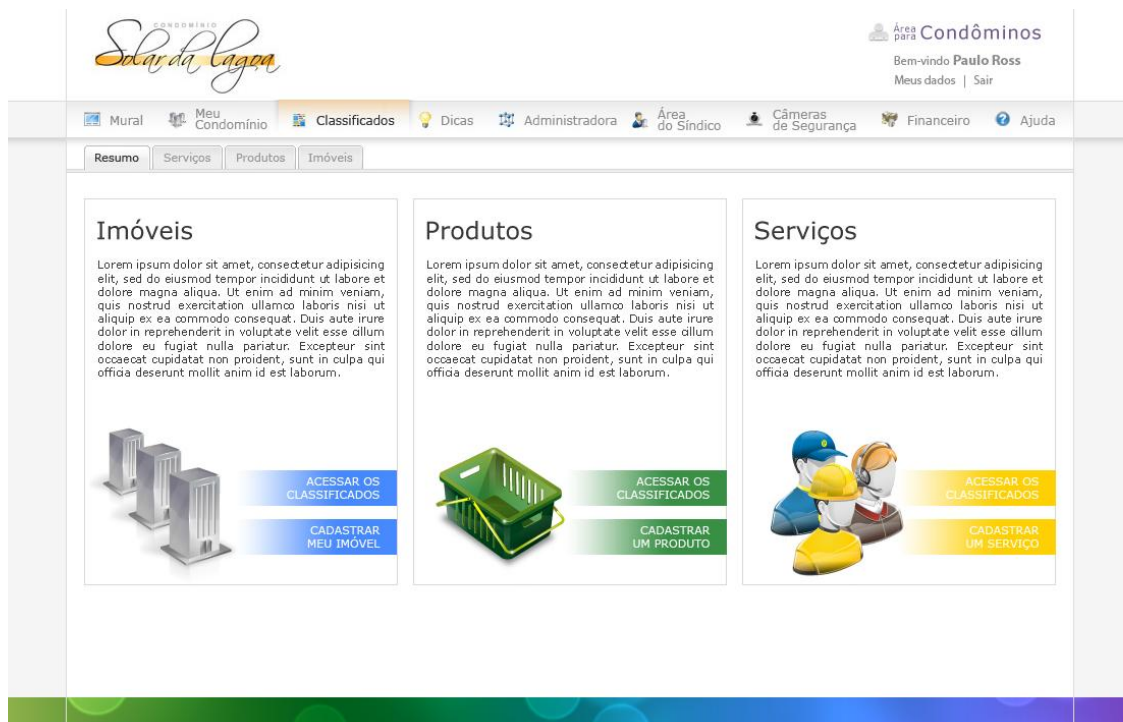 CONDOMÍNIO
Solar da Lagoa
Área para Condôminos
Bem-vindo Paulo Ross
Meus dados | Sair
Mural
Meu Condomínio
Classificados
Dicas
Administradora
Área do Síndico
Câmeras de Segurança
Financeiro
Ajuda
Resumo
Serviços
Produtos
Imóveis
Imóveis
Lorem ipsum dolor sit amet, consectetur adipisicing
elit, sed do eiusmod tempor incididunt ut labore et
dolore magna aliqua. Ut enim ad minim veniam,
quis nostrud exercitation ullamco laboris nisi ut
aliquip ex ea commodo consequat. Duis aute irure
dolor in reprehenderit in voluptate velit esse cillum
dolore eu fugiat nulla pariatur. Excepteur sint
occaecat cupidatat non proident, sunt in culpa qui
officia deserunt mollit anim id est laborum.
ACESSAR OS
CLASSIFICADOS
CADASTRAR
MEU IMÓVEL
Produtos
Lorem ipsum dolor sit amet, consectetur adipisicing
elit, sed do eiusmod tempor incididunt ut labore et
dolore magna aliqua. Ut enim ad minim veniam,
quis nostrud exercitation ullamco laboris nisi ut
aliquip ex ea commodo consequat. Duis aute irure
dolor in reprehenderit in voluptate velit esse cillum
dolore eu fugiat nulla pariatur. Excepteur sint
occaecat cupidatat non proident, sunt in culpa qui
officia deserunt mollit anim id est laborum.
ACESSAR OS
CLASSIFICADOS
CADASTRAR
UM PRODUTO
Serviços
Lorem ipsum dolor sit amet, consectetur adipisicing
elit, sed do eiusmod tempor incididunt ut labore et
dolore magna aliqua. Ut enim ad minim veniam,
quis nostrud exercitation ullamco laboris nisi ut
aliquip ex ea commodo consequat. Duis aute irure
dolor in reprehenderit in voluptate velit esse cillum
dolore eu fugiat nulla pariatur. Excepteur sint
occaecat cupidatat non proident, sunt in culpa qui
officia deserunt mollit anim id est laborum.
ACESSAR OS
CLASSIFICADOS
CADASTRAR
UM SERVIÇO